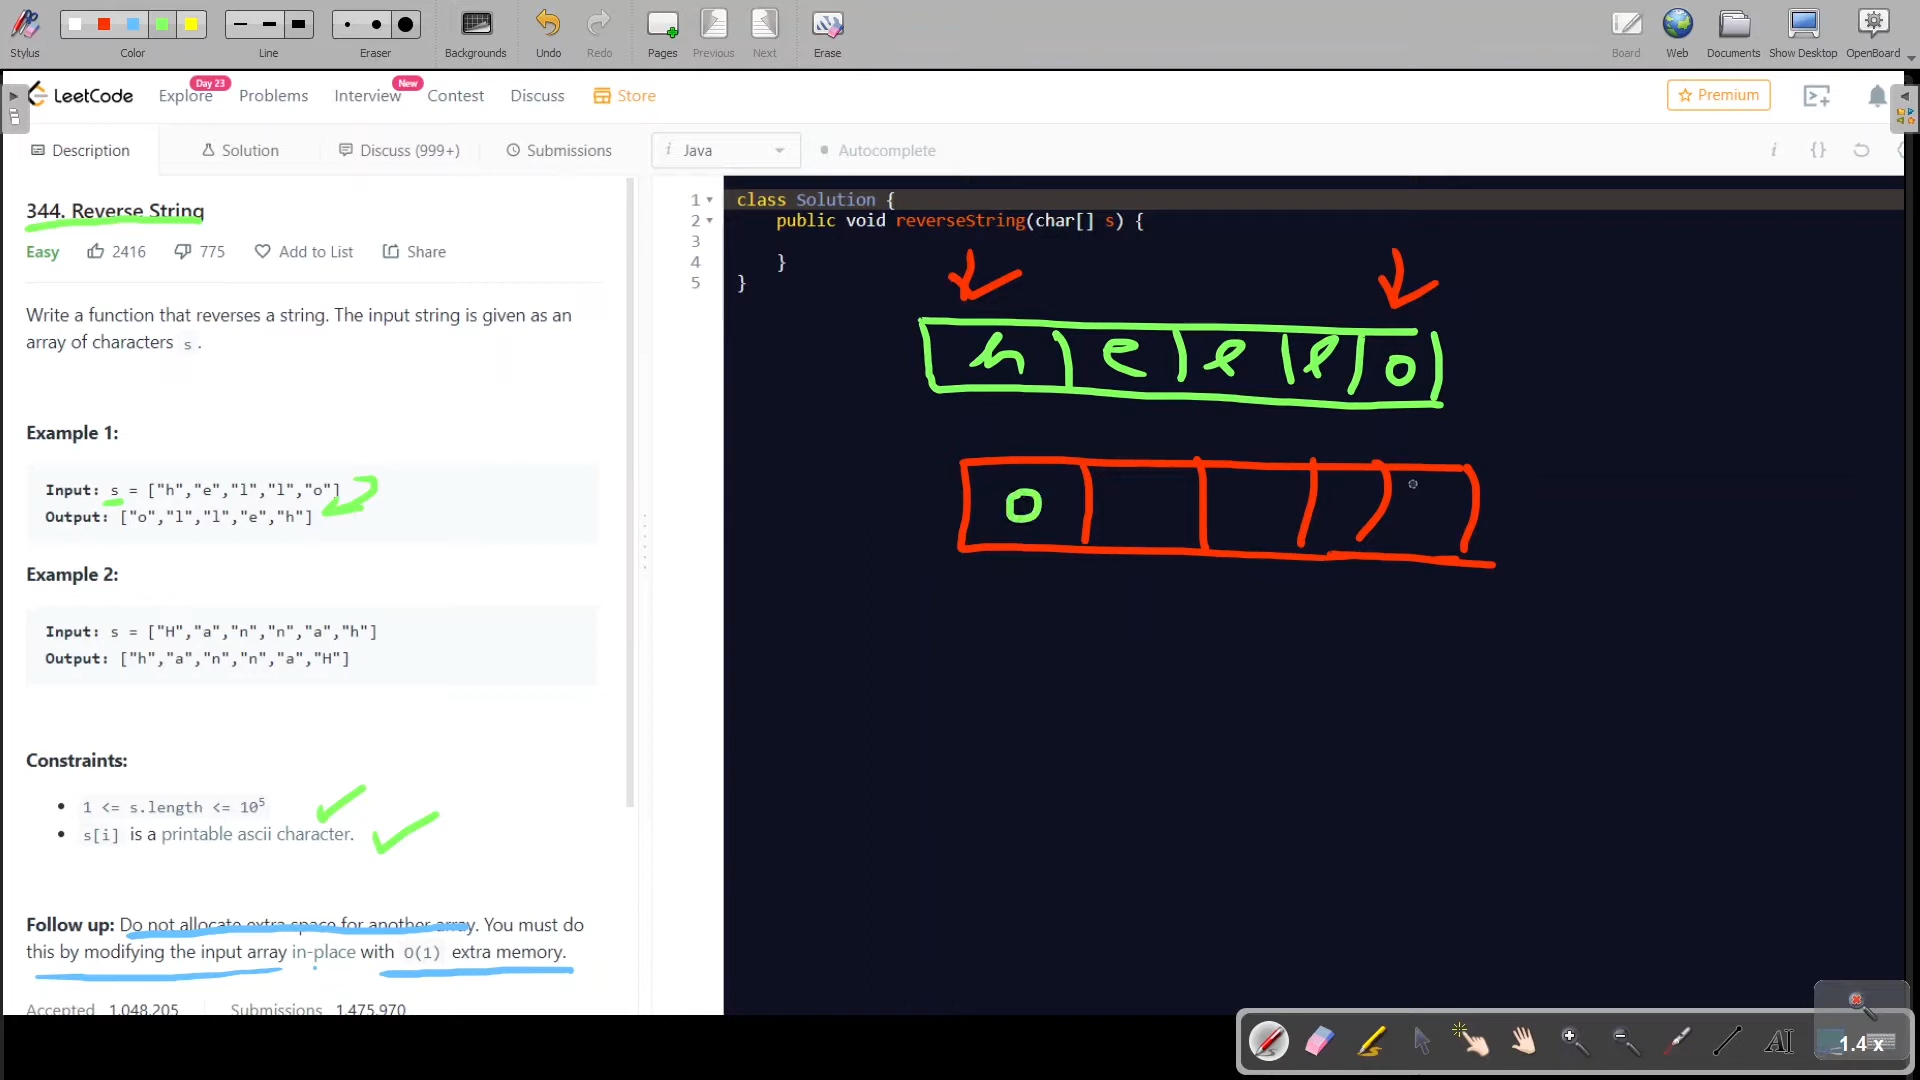 Stylus
Color
Line
Eraser
Backgrounds
Undo
Redo
Pages
Previous
Next
Erase
Board
Web
Documents
Show Desktop
OpenBoard
LeetCode
Explore
Day 23
Problems
Interview
New
Contest
Discuss
Store
Premium
Description
Solution
Discuss (999+)
Submissions
i Java
Autocomplete
i {}
344. Reverse String
Easy 2416 775 Add to List Share
Write a function that reverses a string. The input string is given as an
array of characters s .
Example 1:
Input: s = ["h","e","l","l","o"]
Output: ["o","l","l","e","h"]
Example 2:
Input: s = ["H","a","n","n","a","h"]
Output: ["h","a","n","n","a","H"]
Constraints:
1 <= s.length <= 10⁵
s[i] is a printable ascii character.
Follow up: Do not allocate extra space for another array. You must do
this by modifying the input array in-place with O(1) extra memory.
Accepted 1,048,205 Submissions 1,475,970
1 class Solution {
2 public void reverseString(char[] s) {
3
4 }
5 }
h e l l o
o
AI
1.4 x